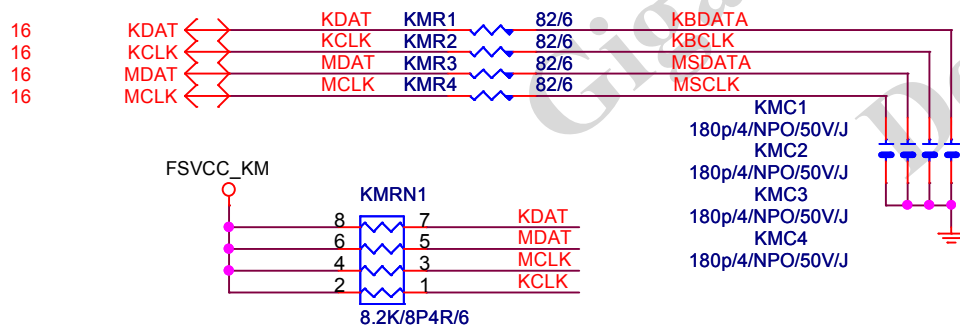 16 KDAT KDAT KMR1 82/6 KBDATA
16 KCLK KCLK KMR2 82/6 KBCLK
16 MDAT MDAT KMR3 82/6 MSDATA
16 MCLK MCLK KMR4 82/6 MSCLK
KMC1
180p/4/NPO/50V/J
KMC2
180p/4/NPO/50V/J
KMC3
180p/4/NPO/50V/J
KMC4
180p/4/NPO/50V/J
FSVCC_KM
KMRN1
8 7 KDAT
6 5 MDAT
4 3 MCLK
2 1 KCLK
8.2K/8P4R/6
Giga